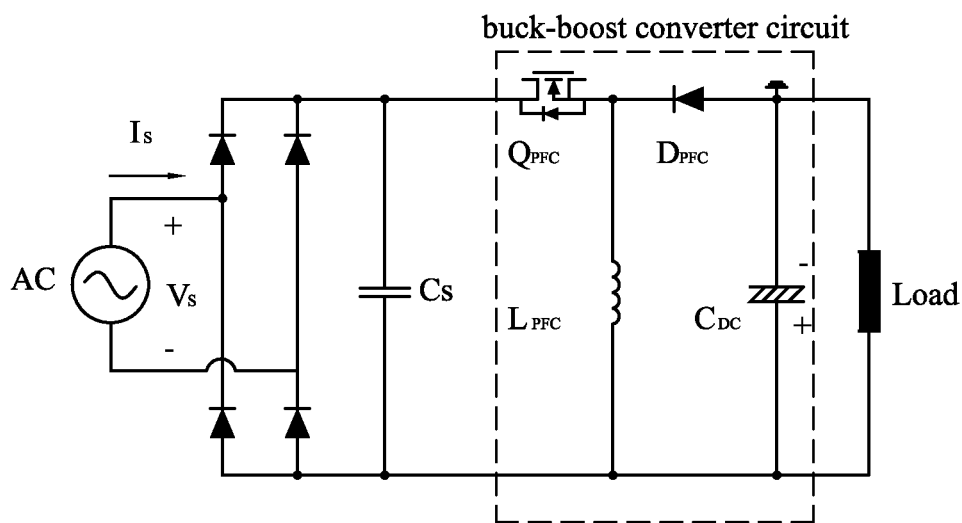 buck-boost converter circuit
Is
QPFC
DPFC
+
AC
Vs
-
Cs
LPFC
CDC
-
+
Load